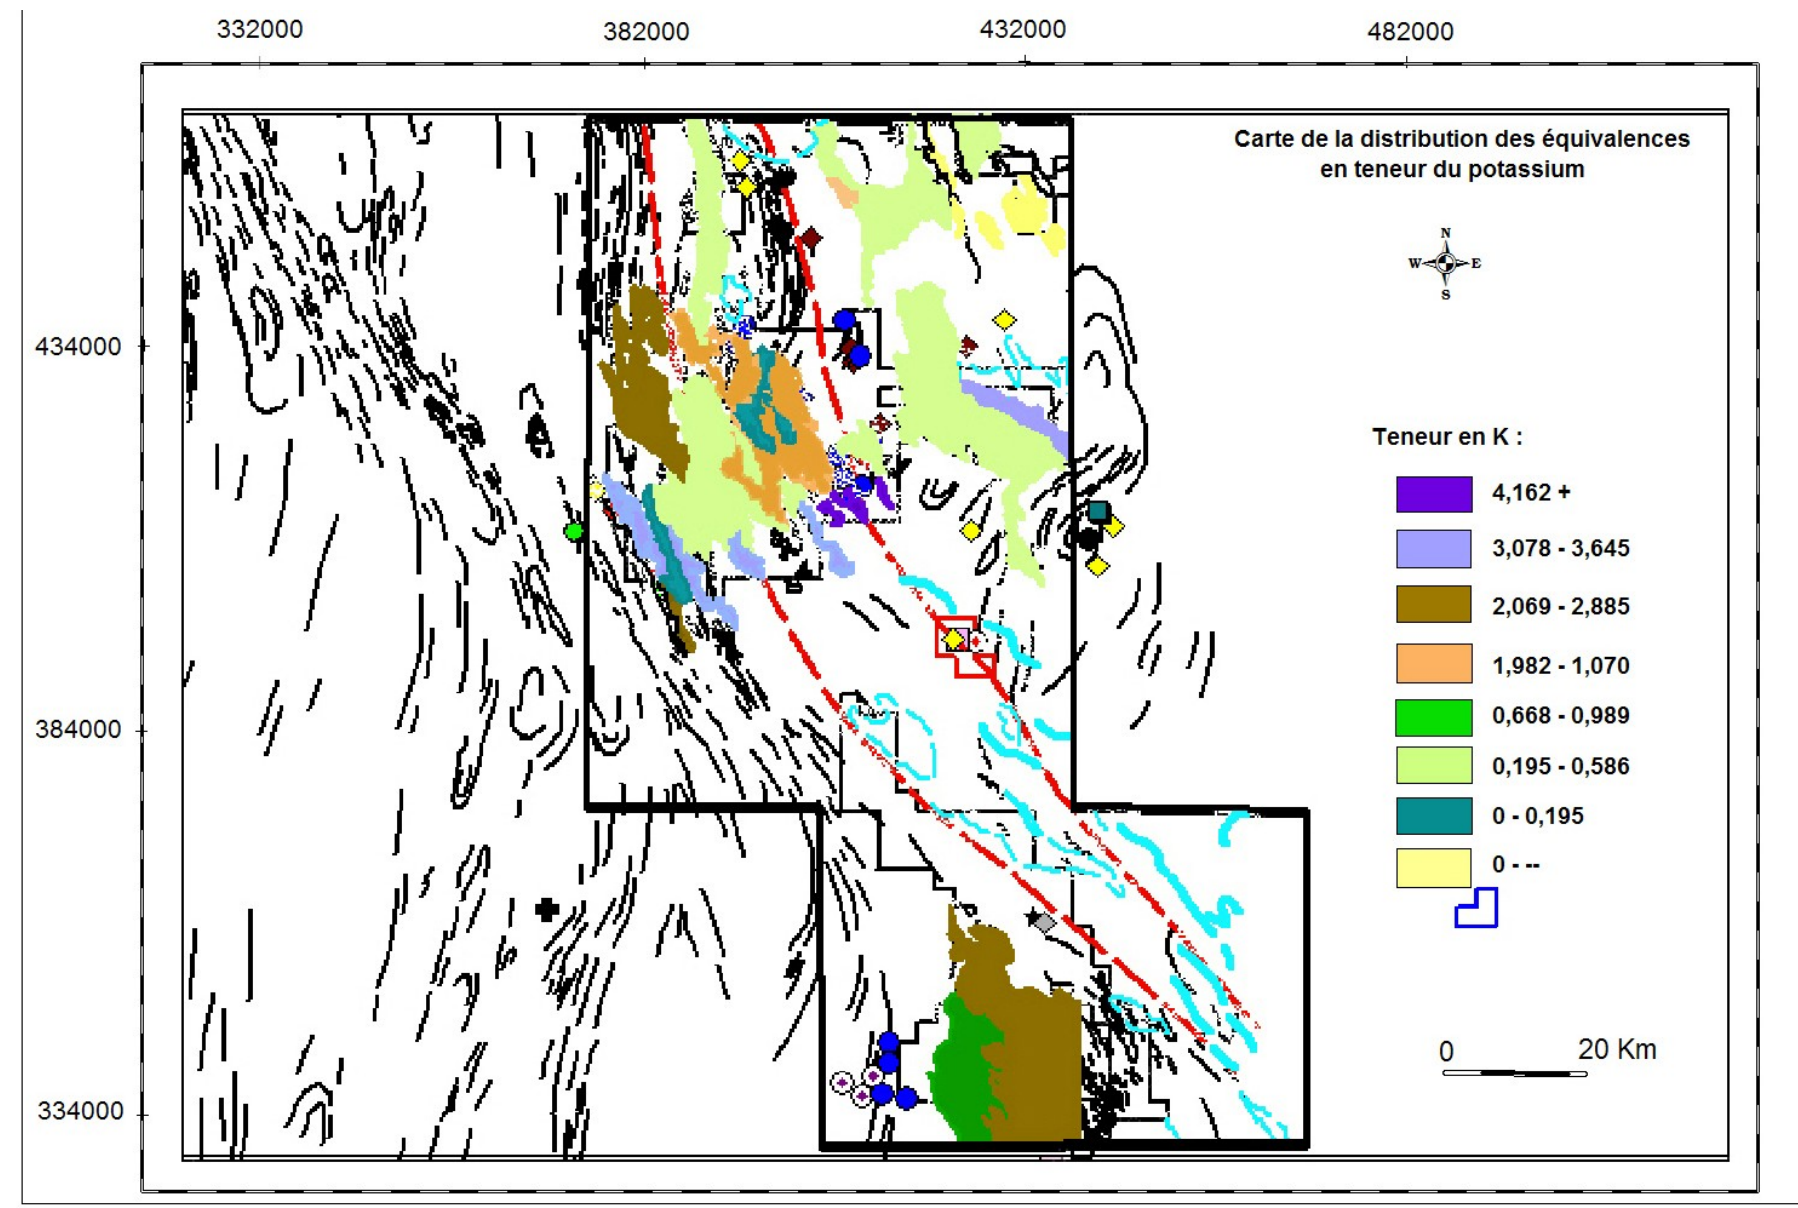 332000 382000 432000 482000
Carte de la distribution des équivalences
en teneur du potassium
N
W E
S
434000
Teneur en K :
4,162 +
3,078 - 3,645
2,069 - 2,885
1,982 - 1,070
0,668 - 0,989
0,195 - 0,586
0 - 0,195
0 - --
384000
0 20 Km
334000